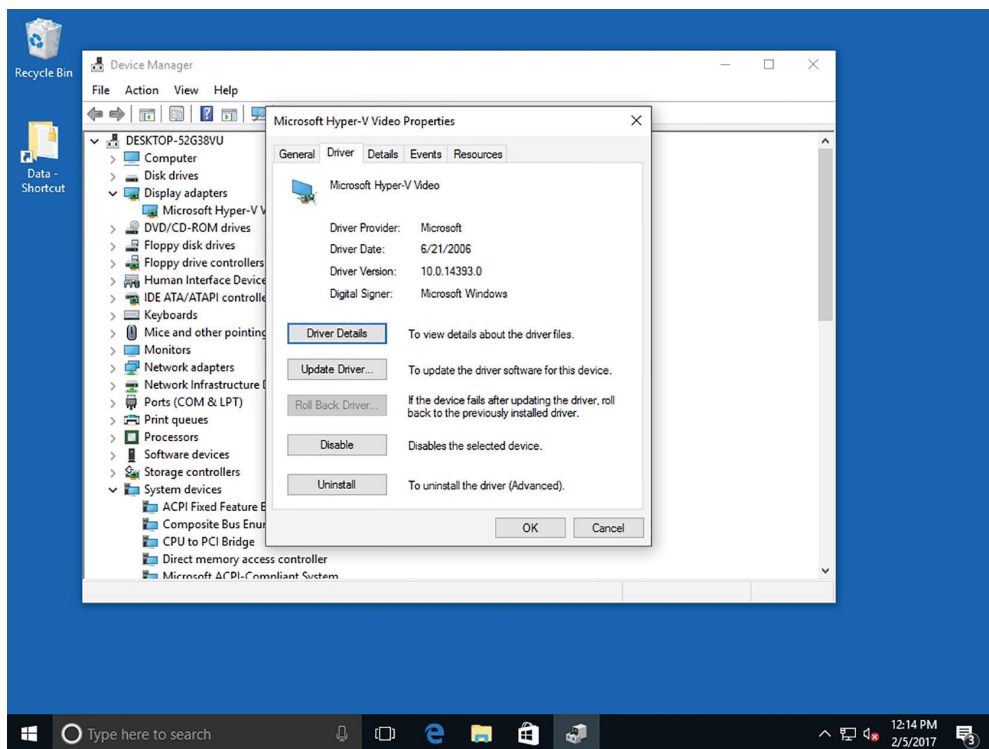 Recycle Bin
Data -
Shortcut
Device Manager
File Action View Help
DESKTOP-52G38VU
Computer
Disk drives
Display adapters
Microsoft Hyper-V V
DVD/CD-ROM drives
Floppy disk drives
Floppy drive controllers
Human Interface Device
IDE ATA/ATAPI controlle
Keyboards
Mice and other pointing
Monitors
Network adapters
Network Infrastructure D
Ports (COM & LPT)
Print queues
Processors
Software devices
Storage controllers
System devices
ACPI Fixed Feature B
Composite Bus Enur
CPU to PCI Bridge
Direct memory access controller
Microsoft ACPI-Compliant System
Microsoft Hyper-V Video Properties
General Driver Details Events Resources
Microsoft Hyper-V Video
Driver Provider: Microsoft
Driver Date: 6/21/2006
Driver Version: 10.0.14393.0
Digital Signer: Microsoft Windows
Driver Details To view details about the driver files.
Update Driver... To update the driver software for this device.
Roll Back Driver... If the device fails after updating the driver, roll
back to the previously installed driver.
Disable Disables the selected device.
Uninstall To uninstall the driver (Advanced).
OK Cancel
Type here to search
12:14 PM
2/5/2017
3